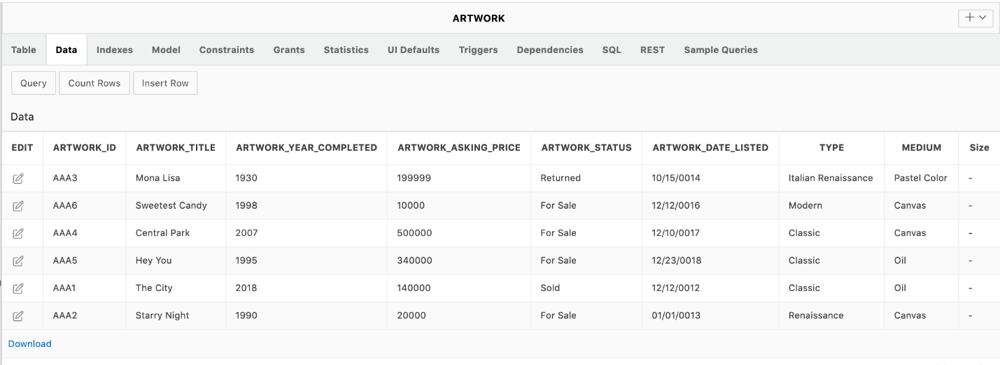 ARTWORK
Table Data Indexes Model Constraints Grants Statistics UI Defaults Triggers Dependencies SQL REST Sample Queries
Query Count Rows Insert Row
Data
EDIT ARTWORK_ID ARTWORK_TITLE ARTWORK_YEAR_COMPLETED ARTWORK_ASKING_PRICE ARTWORK_STATUS ARTWORK_DATE_LISTED TYPE MEDIUM Size
AAA3 Mona Lisa 1930 199999 Returned 10/15/0014 Italian Renaissance Pastel Color -
AAA6 Sweetest Candy 1998 10000 For Sale 12/12/0016 Modern Canvas -
AAA4 Central Park 2007 500000 For Sale 12/10/0017 Classic Canvas -
AAA5 Hey You 1995 340000 For Sale 12/23/0018 Classic Oil -
AAA1 The City 2018 140000 Sold 12/12/0012 Classic Oil -
AAA2 Starry Night 1990 20000 For Sale 01/01/0013 Renaissance Canvas -
Download